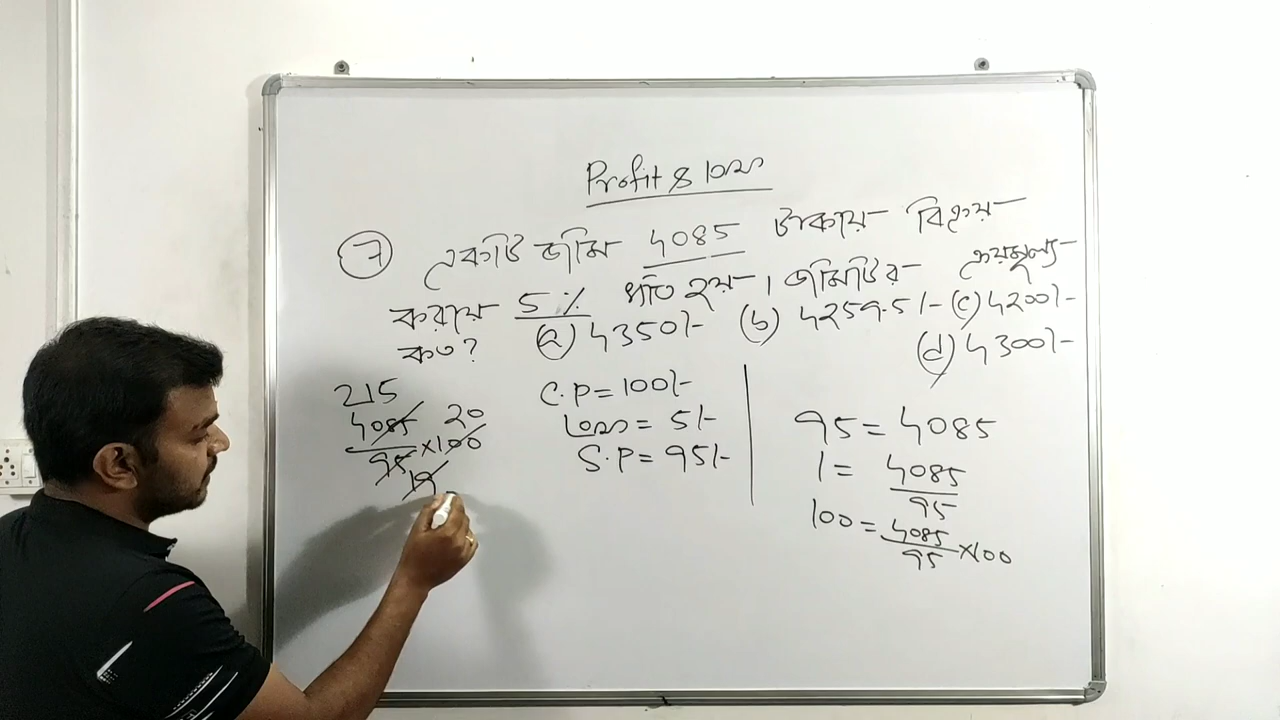 Profit & loss
7 একটি জমি 4085 টাকায় বিক্রয়
করায় 5% ক্ষতি হয়। জমিটির ক্রয়মূল্য
কত? (a) 4350/- (b) 4259.5/- (c) 4200/-
(d) 4300/-
215
4085 20
95 ×100
19
C.P = 100/-
Loss = 5/-
S.P = 95/-
95 = 4085
1 = 4085
95
100 = 4085
95 ×100